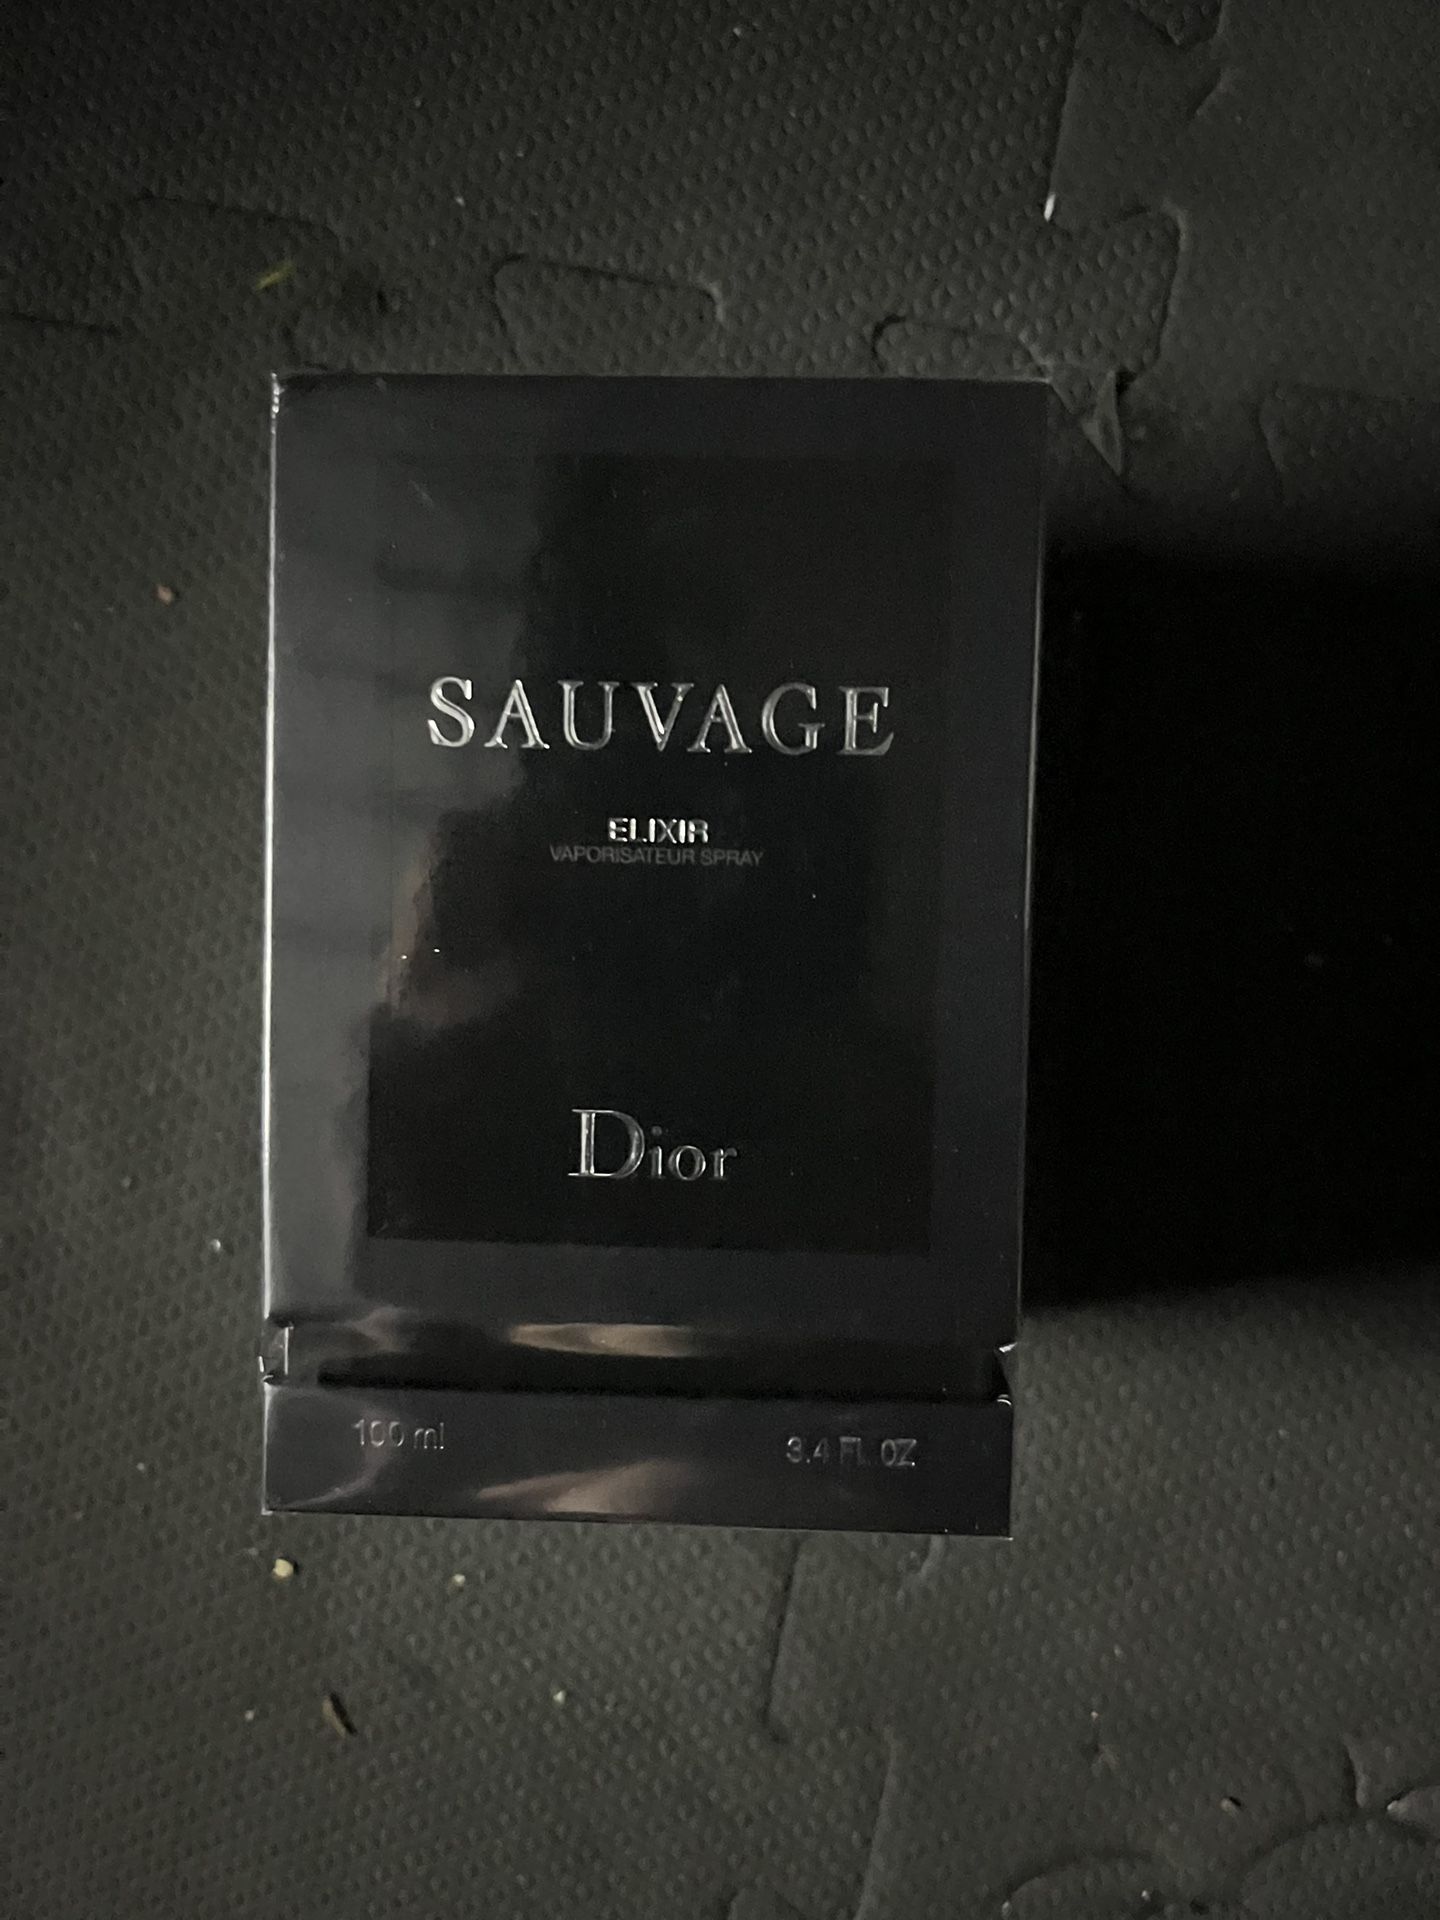 SAUVAGE
ELIXIR
VAPORISATEUR SPRAY
Dior
100 ml 3.4 FL. OZ